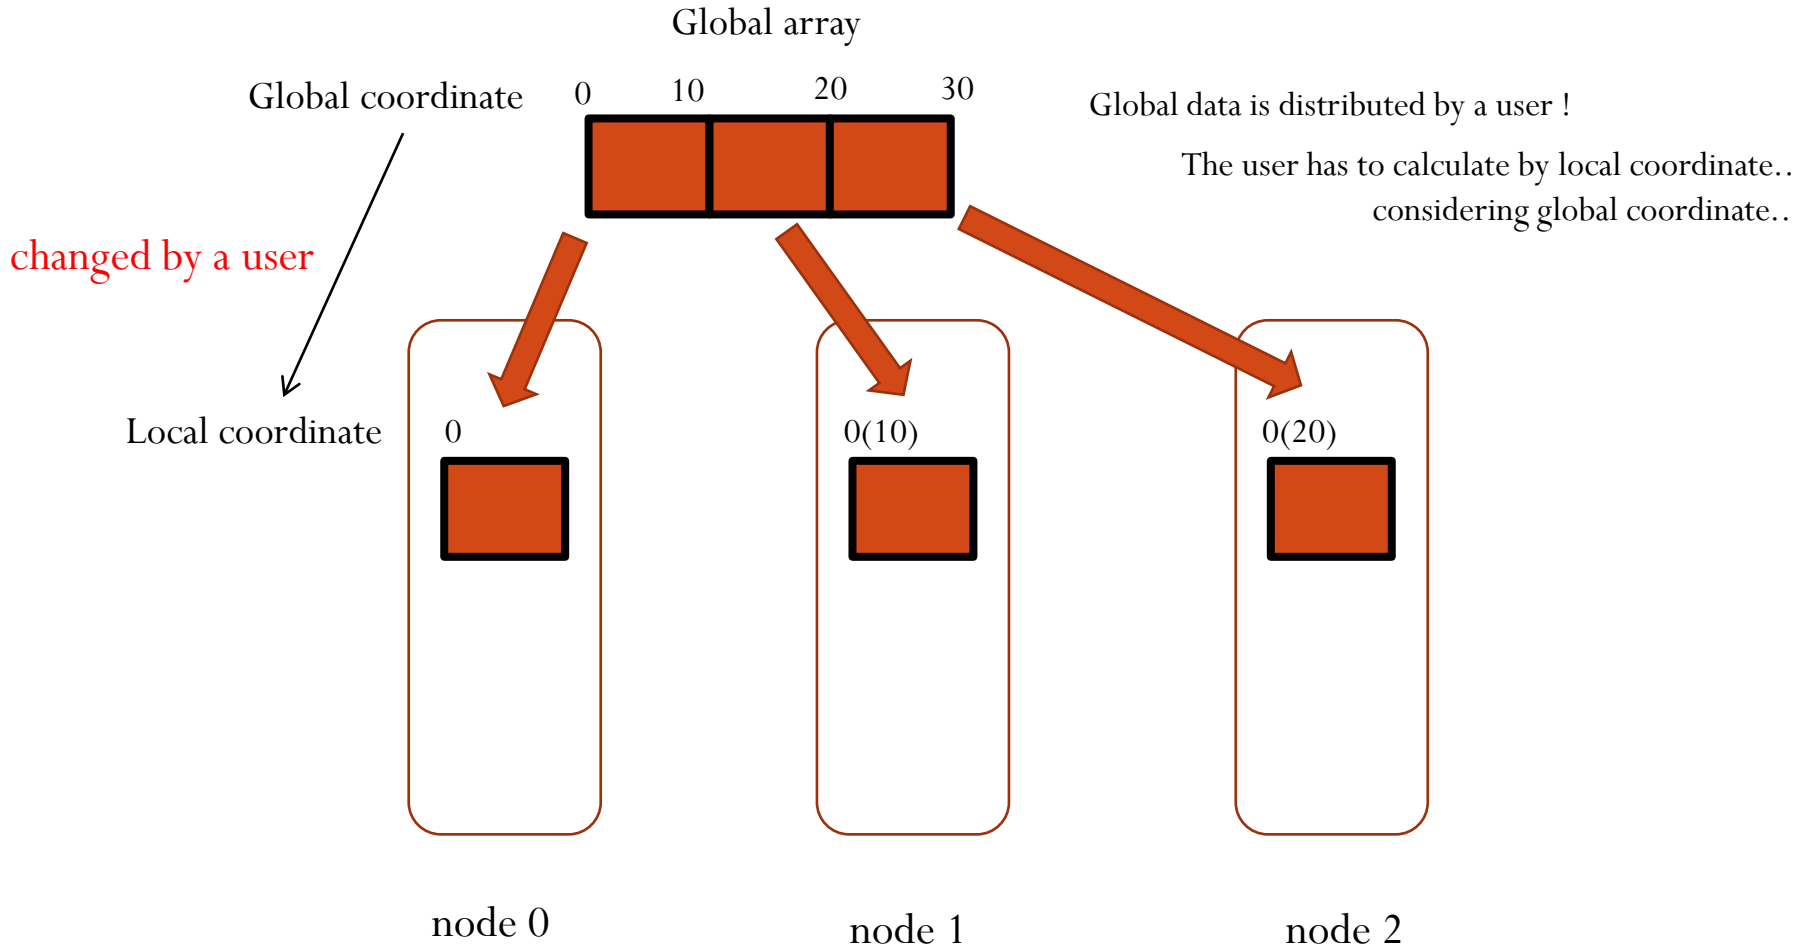 Global array
Global coordinate
0 10 20 30
Global data is distributed by a user !
The user has to calculate by local coordinate..
considering global coordinate..
changed by a user
Local coordinate
0
0(10)
0(20)
node 0
node 1
node 2